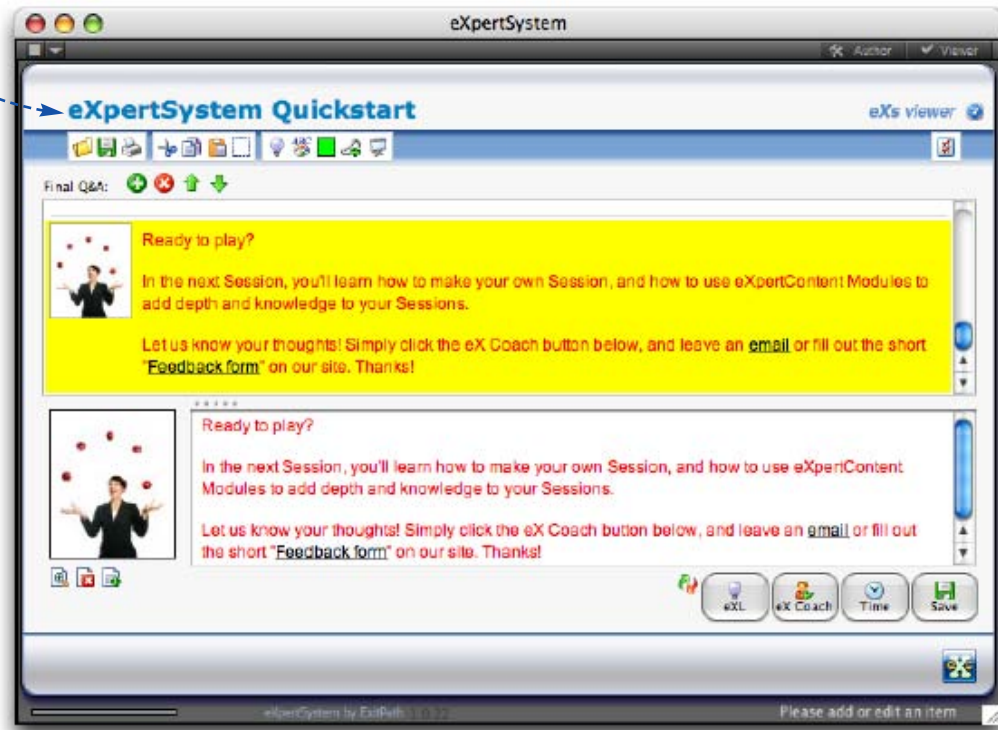 eXpertSystem
Author Viewer
eXpertSystem Quickstart
eXs viewer
Final Q&A:
Ready to play?
In the next Session, you'll learn how to make your own Session, and how to use eXpertContent Modules to
add depth and knowledge to your Sessions.
Let us know your thoughts! Simply click the eX Coach button below, and leave an email or fill out the short
"Feedback form" on our site. Thanks!
Ready to play?
In the next Session, you'll learn how to make your own Session, and how to use eXpertContent
Modules to add depth and knowledge to your Sessions.
Let us know your thoughts! Simply click the eX Coach button below, and leave an email or fill out
the short "Feedback form" on our site. Thanks!
eXL eX Coach Time Save
eXpertSystem by ExitPath
Please add or edit an item